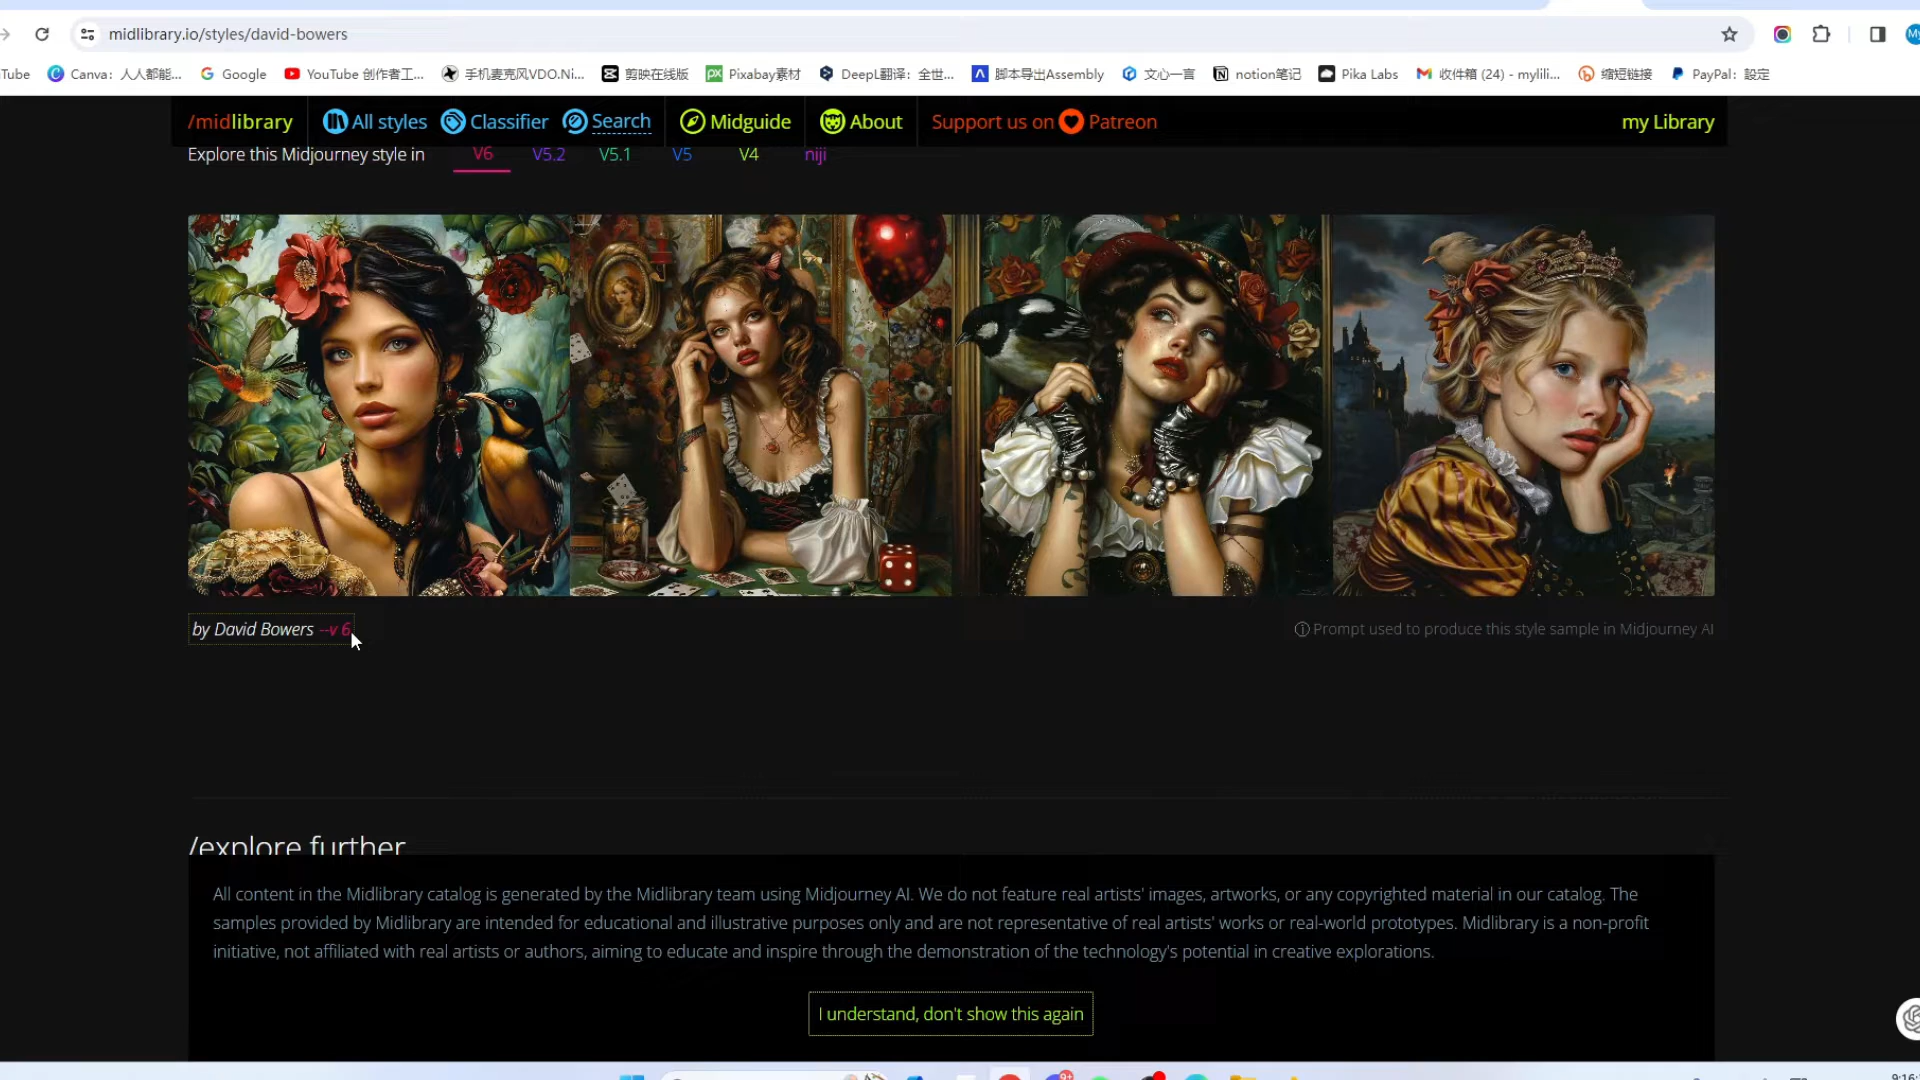 midlibrary.io/styles/david-bowers
Tube Canva：人人都能... Google YouTube 创作者工... 手机麦克风VDO.Ni... 剪映在线版 Pixabay素材 DeepL翻译：全世... 脚本导出Assembly 文心一言 notion笔记 Pika Labs 收件箱 (24) - mylili... 缩短链接 PayPal：設定
/midlibrary All styles Classifier Search Midguide About Support us on Patreon my Library
Explore this Midjourney style in V6 V5.2 V5.1 V5 V4 niji
by David Bowers --v 6 Prompt used to produce this style sample in Midjourney AI
/explore further
All content in the Midlibrary catalog is generated by the Midlibrary team using Midjourney AI. We do not feature real artists' images, artworks, or any copyrighted material in our catalog. The
samples provided by Midlibrary are intended for educational and illustrative purposes only and are not representative of real artists' works or real-world prototypes. Midlibrary is a non-profit
initiative, not affiliated with real artists or authors, aiming to educate and inspire through the demonstration of the technology's potential in creative explorations.
I understand, don't show this again